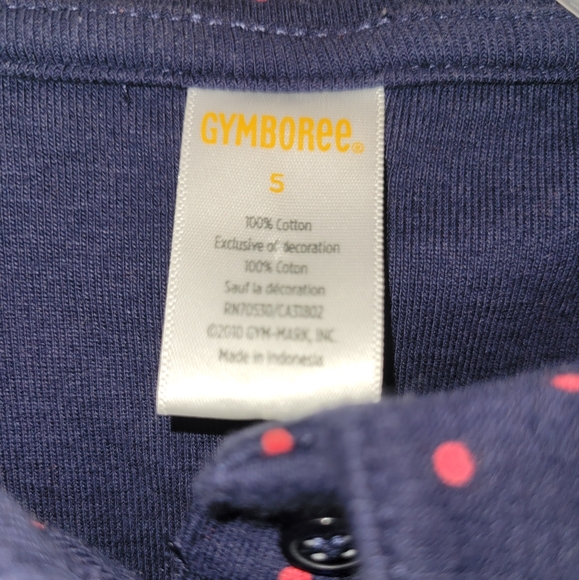 GYMBOREE®
S
100% Cotton
Exclusive of decoration
100% Coton
Sauf la décoration
RN70530/CA31802
©2010 GYM-MARK, INC.
Made in Indonesia